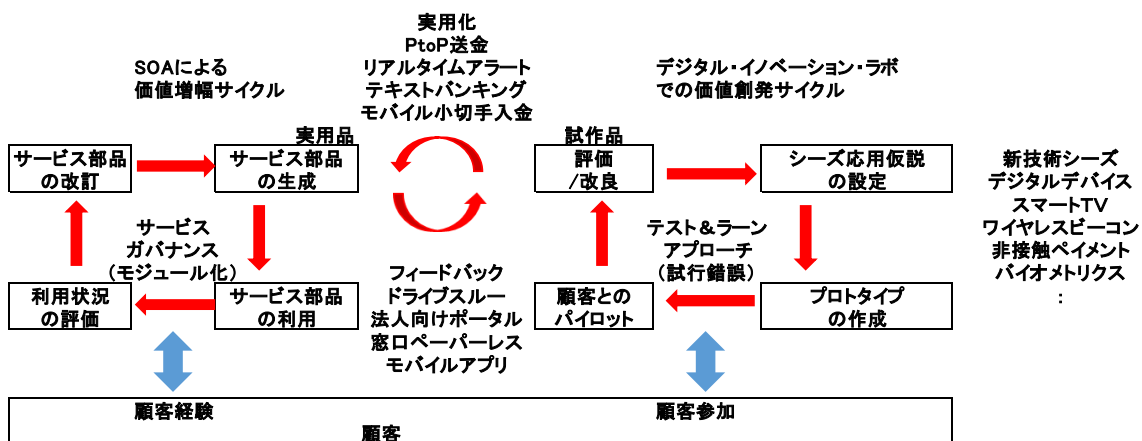 SOAによる
価値増幅サイクル
実用化
PtoP送金
リアルタイムアラート
テキストバンキング
モバイル小切手入金
デジタル・イノベーション・ラボ
での価値創発サイクル
実用品
試作品
サービス部品
の改訂
サービス部品
の生成
評価
/改良
シーズ応用仮説
の設定
新技術シーズ
デジタルデバイス
スマートTV
ワイヤレスビーコン
非接触ペイメント
バイオメトリクス
:
サービス
ガバナンス
(モジュール化)
テスト&ラーン
アプローチ
(試行錯誤)
利用状況
の評価
サービス部品
の利用
フィードバック
ドライブスルー
法人向けポータル
窓口ペーパーレス
モバイルアプリ
顧客との
パイロット
プロトタイプ
の作成
顧客経験
顧客参加
顧客